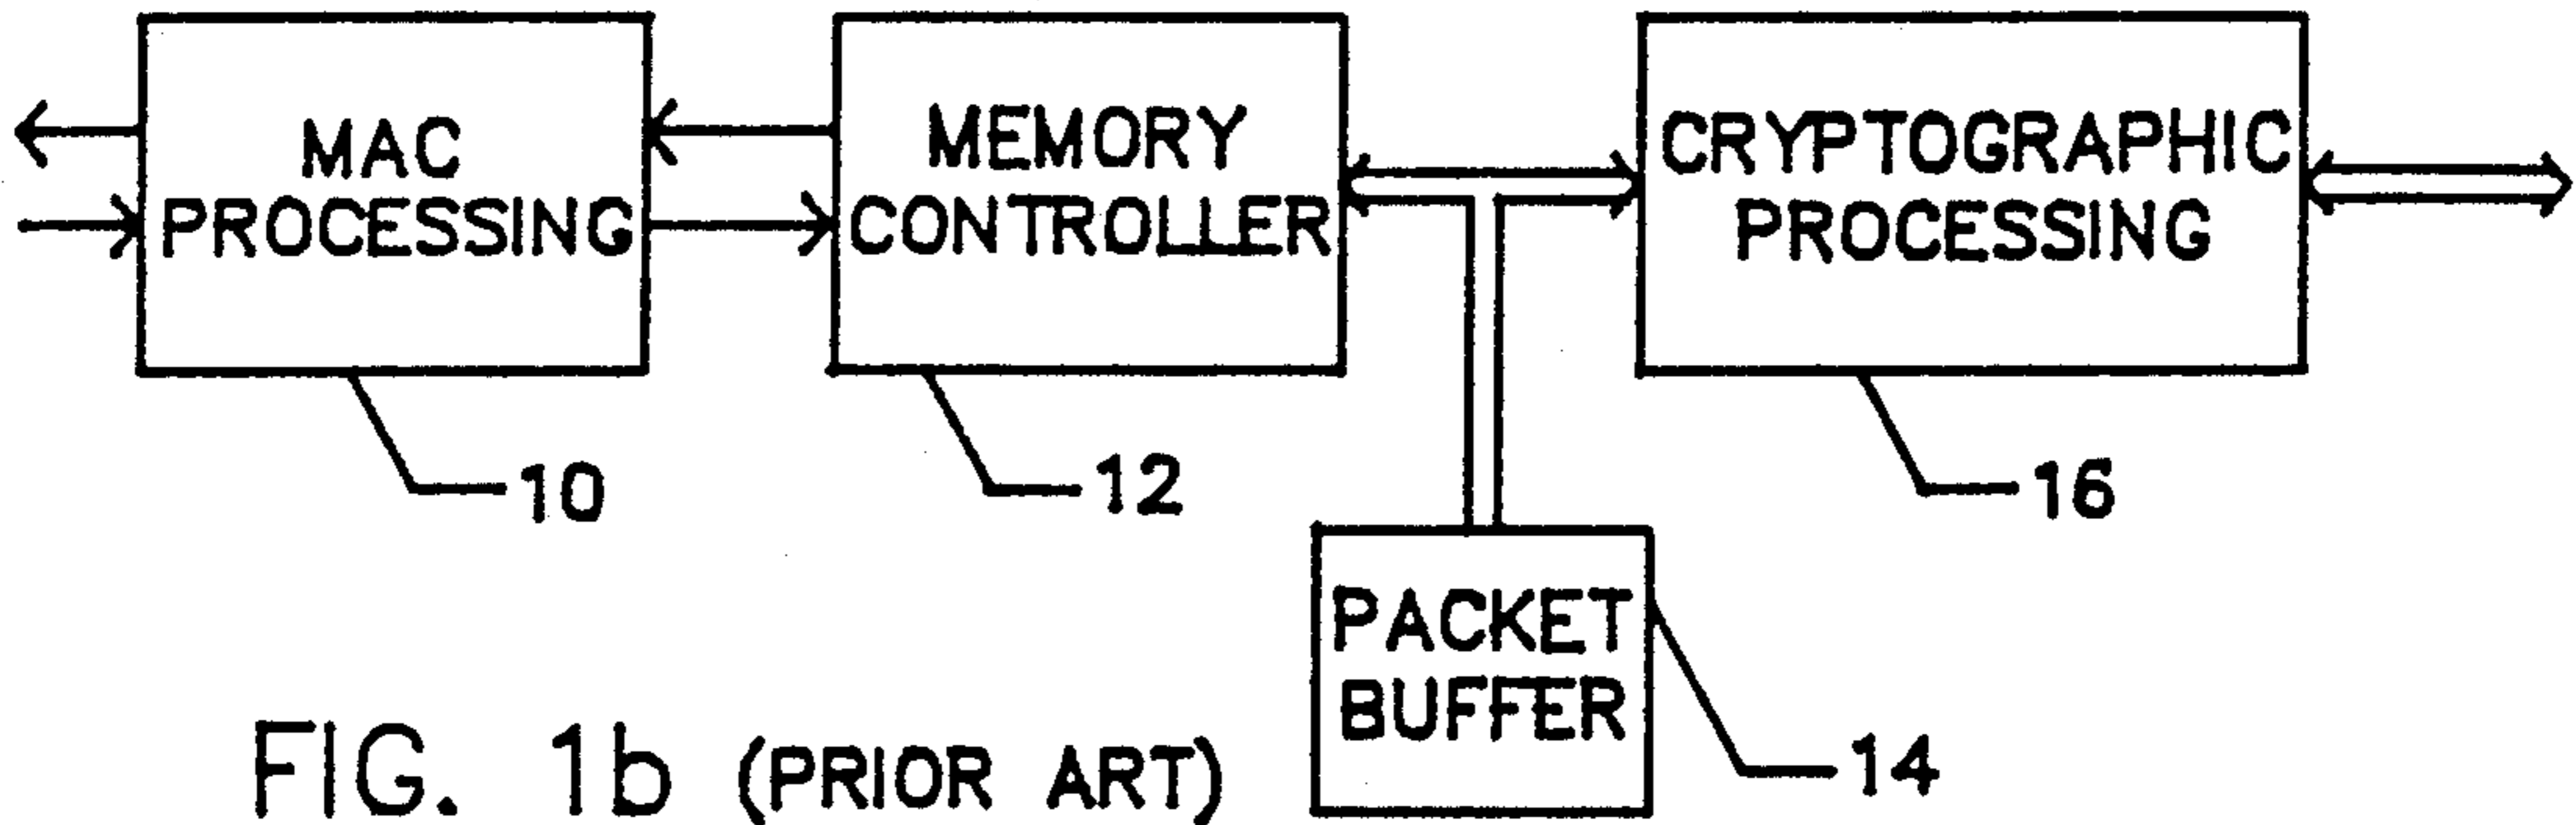 MAC
PROCESSING
MEMORY
CONTROLLER
CRYPTOGRAPHIC
PROCESSING
10
12
16
PACKET
BUFFER
14
FIG. 1b (PRIOR ART)